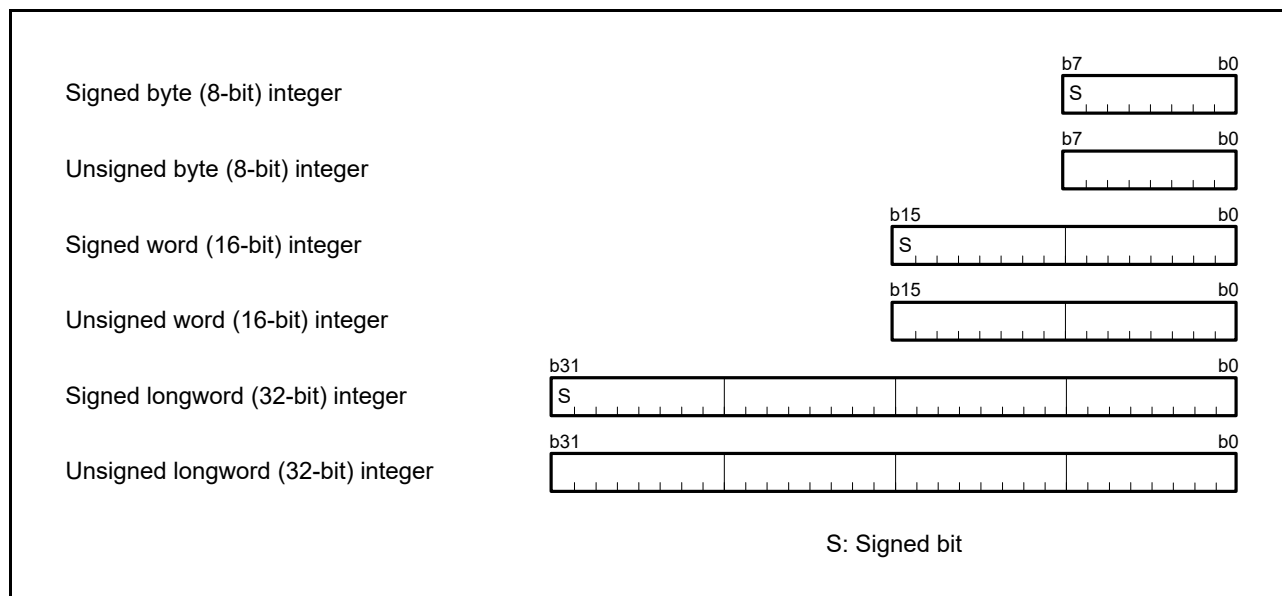 b7 b0
Signed byte (8-bit) integer S
b7 b0
Unsigned byte (8-bit) integer
b15 b0
Signed word (16-bit) integer S
b15 b0
Unsigned word (16-bit) integer
b31 b0
Signed longword (32-bit) integer S
b31 b0
Unsigned longword (32-bit) integer
S: Signed bit